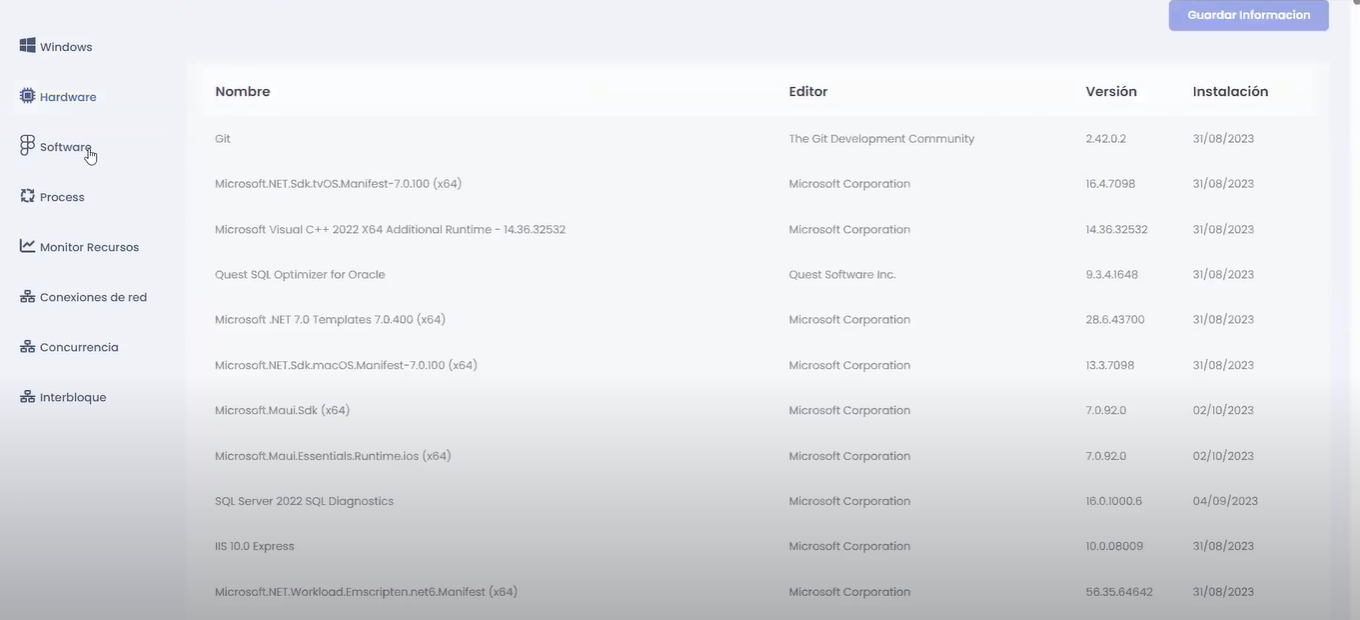 Guardar Informacion
Windows
Hardware
Software
Process
Monitor Recursos
Conexiones de red
Concurrencia
Interbloque
Nombre Editor Versión Instalación
Git The Git Development Community 2.42.0.2 31/08/2023
Microsoft.NET.Sdk.tvOS.Manifest-7.0.100 (x64) Microsoft Corporation 16.4.7098 31/08/2023
Microsoft Visual C++ 2022 X64 Additional Runtime - 14.36.32532 Microsoft Corporation 14.36.32532 31/08/2023
Quest SQL Optimizer for Oracle Quest Software Inc. 9.3.4.1648 31/08/2023
Microsoft .NET 7.0 Templates 7.0.400 (x64) Microsoft Corporation 28.6.43700 31/08/2023
Microsoft.NET.Sdk.macOS.Manifest-7.0.100 (x64) Microsoft Corporation 13.3.7098 31/08/2023
Microsoft.Maui.Sdk (x64) Microsoft Corporation 7.0.92.0 02/10/2023
Microsoft.Maui.Essentials.Runtime.ios (x64) Microsoft Corporation 7.0.92.0 02/10/2023
SQL Server 2022 SQL Diagnostics Microsoft Corporation 16.0.1000.6 04/09/2023
IIS 10.0 Express Microsoft Corporation 10.0.08009 31/08/2023
Microsoft.NET.Workload.Emscripten.net6.Manifest (x64) Microsoft Corporation 56.35.64642 31/08/2023